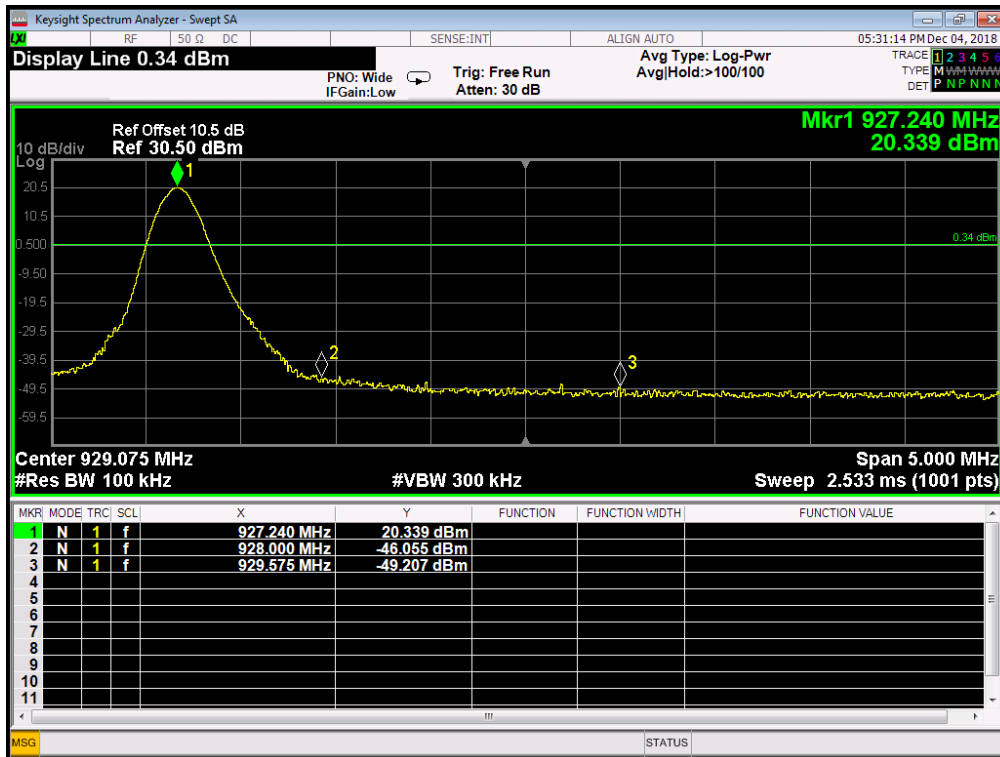 Keysight Spectrum Analyzer - Swept SA
LXI RF 50 Ω DC SENSE:INT ALIGN AUTO 05:31:14 PM Dec 04, 2018
Display Line 0.34 dBm
PNO: Wide
IFGain:Low
Trig: Free Run
Atten: 30 dB
Avg Type: Log-Pwr
Avg|Hold:>100/100
TRACE 1 2 3 4 5 6
TYPE M WM WWWW
DET P N P N N N
Mkr1 927.240 MHz
20.339 dBm
Ref Offset 10.5 dB
10 dB/div Ref 30.50 dBm
Log
1
20.5
10.5
0.500
0.34 dBm
-9.50
-19.5
-29.5
-39.5
2
3
-49.5
-59.5
Center 929.075 MHz Span 5.000 MHz
#Res BW 100 kHz #VBW 300 kHz Sweep 2.533 ms (1001 pts)
MKR MODE TRC SCL X Y FUNCTION FUNCTION WIDTH FUNCTION VALUE
1 N 1 f 927.240 MHz 20.339 dBm
2 N 1 f 928.000 MHz -46.055 dBm
3 N 1 f 929.575 MHz -49.207 dBm
4
5
6
7
8
9
10
11
MSG STATUS